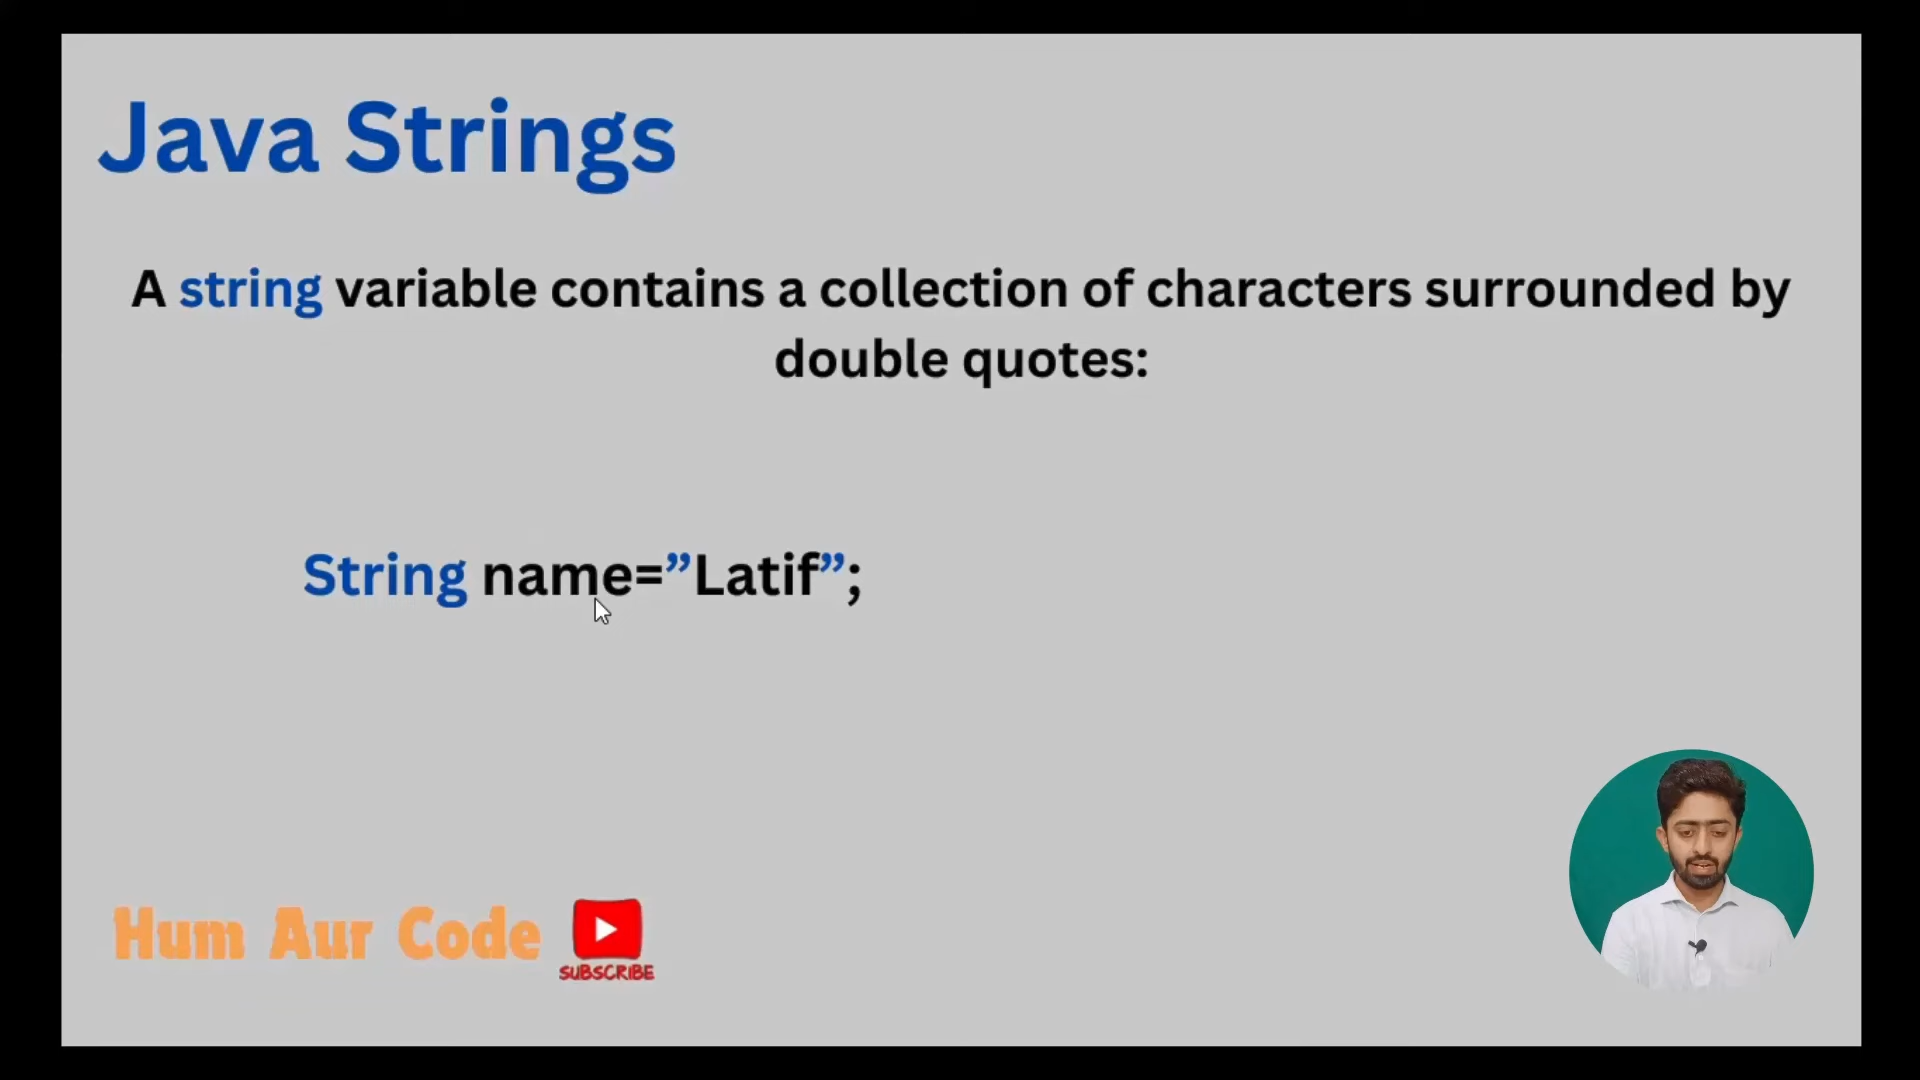 Java Strings
A string variable contains a collection of characters surrounded by
double quotes:
String name=”Latif”;
Hum Aur Code
SUBSCRIBE